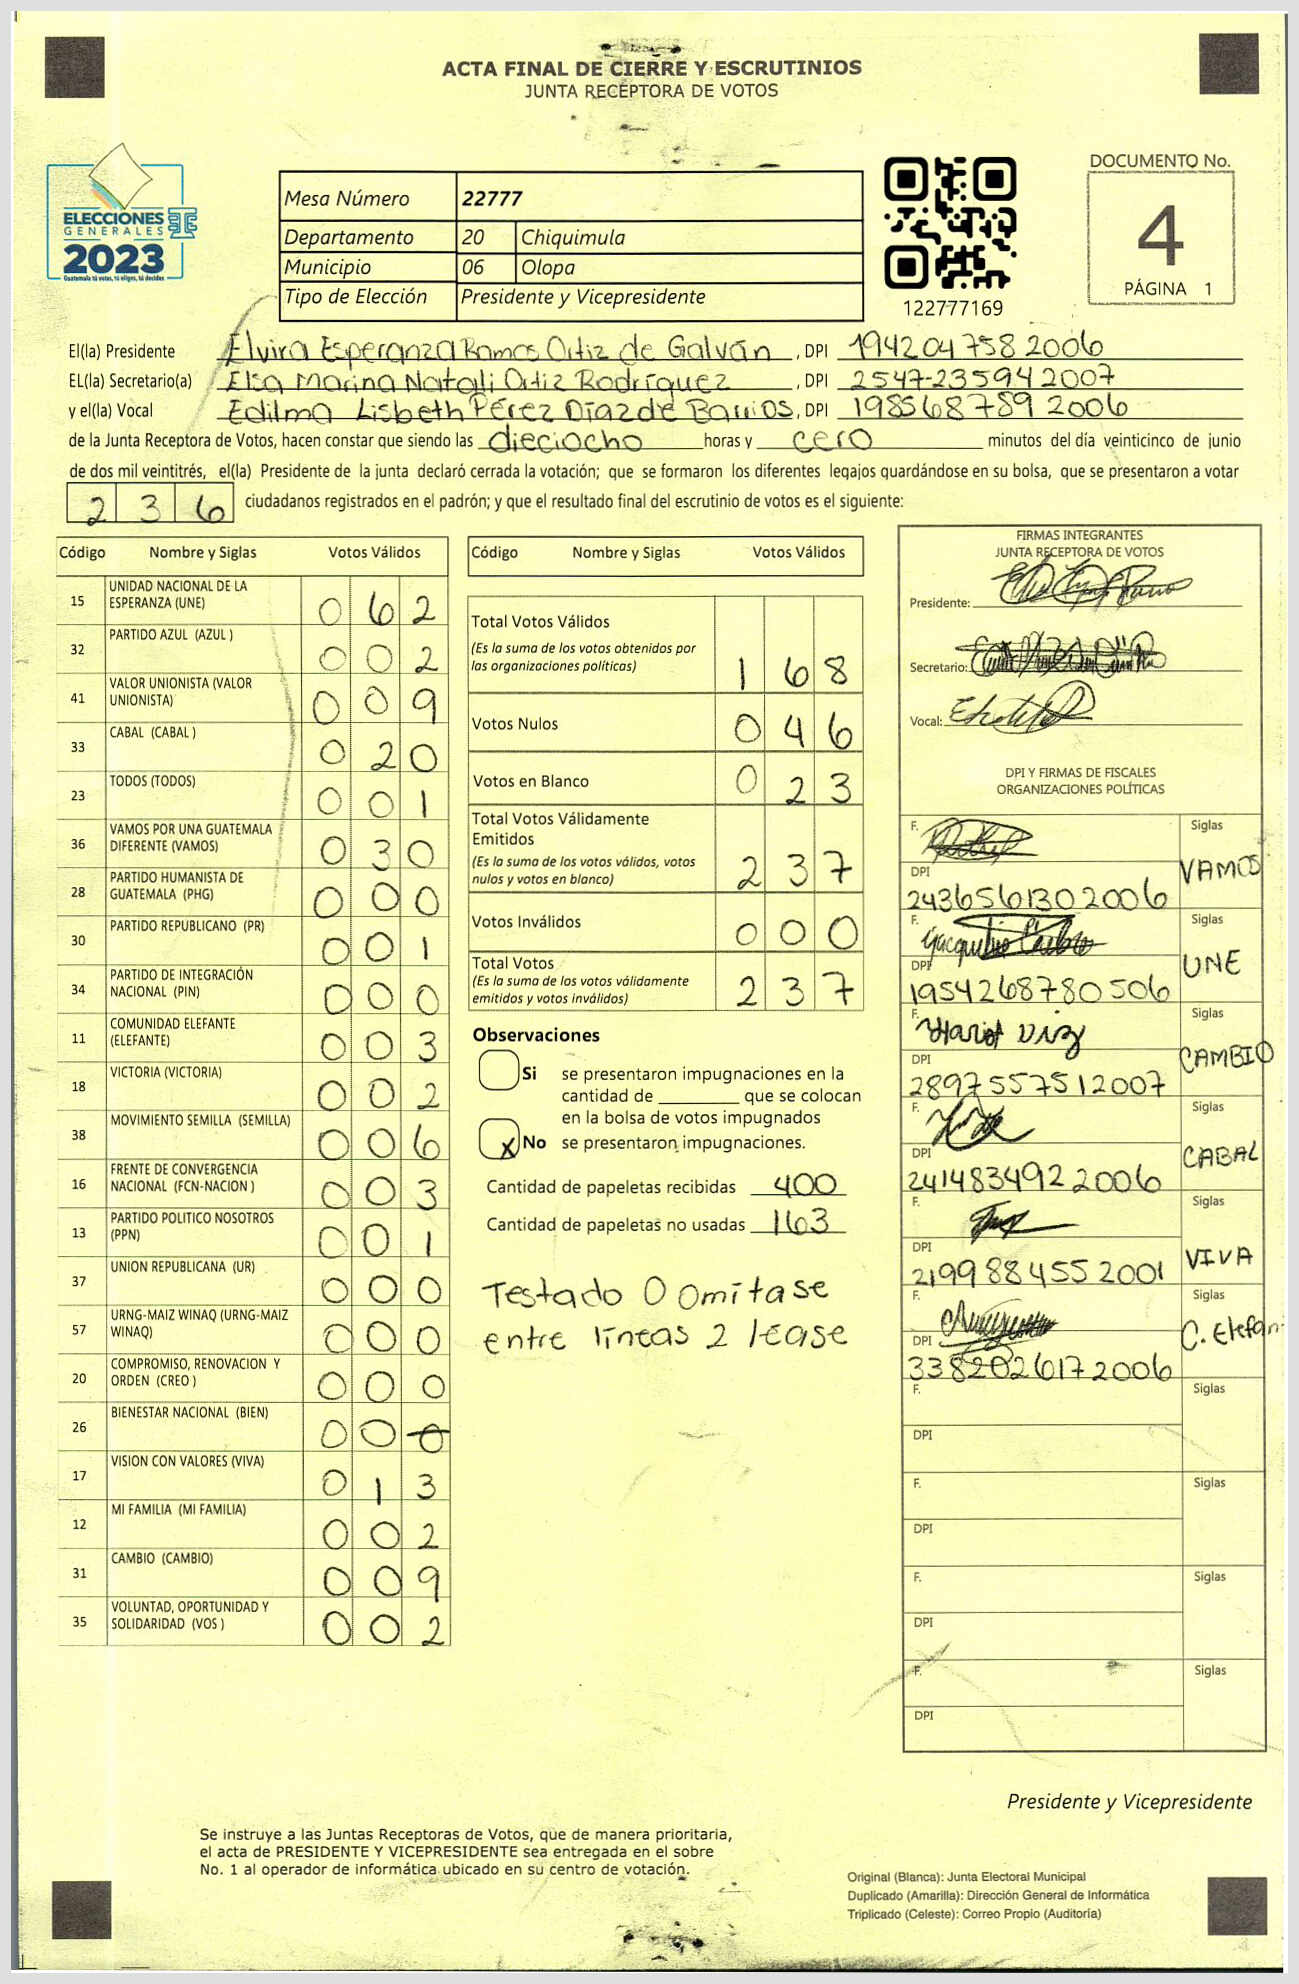 ACTA FINAL DE CIERRE Y ESCRUTINIOS
JUNTA RECEPTORA DE VOTOS
ELECCIONES
GENERALES
2023
Guatemala tú votas, tú eliges, tú decides
Mesa Número 22777
Departamento 20 Chiquimula
Municipio 06 Olopa
Tipo de Elección Presidente y Vicepresidente
122777169
DOCUMENTO No.
4
PÁGINA 1
El(la) Presidente Elvira Esperanza Ramos Ortiz de Galván , DPI 1942047582006
EL(la) Secretario(a) Elsa Marina Natali Ortiz Rodríguez , DPI 2547235942007
y el(la) Vocal Edilma Lisbeth Pérez Díaz de Barrios , DPI 1985687892006
de la Junta Receptora de Votos, hacen constar que siendo las dieciocho horas y cero minutos del día veinticinco de junio
de dos mil veintitrés, el(la) Presidente de la junta declaró cerrada la votación; que se formaron los diferentes legajos quardándose en su bolsa, que se presentaron a votar
2 3 6 ciudadanos registrados en el padrón; y que el resultado final del escrutinio de votos es el siguiente:
Código Nombre y Siglas Votos Válidos
15 UNIDAD NACIONAL DE LA ESPERANZA (UNE) 0 6 2
32 PARTIDO AZUL (AZUL ) 0 0 2
41 VALOR UNIONISTA (VALOR UNIONISTA) 0 0 9
33 CABAL (CABAL ) 0 2 0
23 TODOS (TODOS) 0 0 1
36 VAMOS POR UNA GUATEMALA DIFERENTE (VAMOS) 0 3 0
28 PARTIDO HUMANISTA DE GUATEMALA (PHG) 0 0 0
30 PARTIDO REPUBLICANO (PR) 0 0 1
34 PARTIDO DE INTEGRACIÓN NACIONAL (PIN) 0 0 0
11 COMUNIDAD ELEFANTE (ELEFANTE) 0 0 3
18 VICTORIA (VICTORIA) 0 0 2
38 MOVIMIENTO SEMILLA (SEMILLA) 0 0 6
16 FRENTE DE CONVERGENCIA NACIONAL (FCN-NACION ) 0 0 3
13 PARTIDO POLITICO NOSOTROS (PPN) 0 0 1
37 UNION REPUBLICANA (UR) 0 0 0
57 URNG-MAIZ WINAQ (URNG-MAIZ WINAQ) 0 0 0
20 COMPROMISO, RENOVACION Y ORDEN (CREO ) 0 0 0
26 BIENESTAR NACIONAL (BIEN) 0 0 0
17 VISION CON VALORES (VIVA) 0 1 3
12 MI FAMILIA (MI FAMILIA) 0 0 2
31 CAMBIO (CAMBIO) 0 0 9
35 VOLUNTAD, OPORTUNIDAD Y SOLIDARIDAD (VOS ) 0 0 2
Código Nombre y Siglas Votos Válidos
Total Votos Válidos
(Es la suma de los votos obtenidos por
las organizaciones políticas) 1 6 8
Votos Nulos 0 4 6
Votos en Blanco 0 2 3
Total Votos Válidamente
Emitidos
(Es la suma de los votos válidos, votos
nulos y votos en blanco) 2 3 7
Votos Inválidos 0 0 0
Total Votos
(Es la suma de los votos válidamente
emitidos y votos inválidos) 2 3 7
Observaciones
Si se presentaron impugnaciones en la
cantidad de ________ que se colocan
en la bolsa de votos impugnados
X No se presentaron impugnaciones.
Cantidad de papeletas recibidas 400
Cantidad de papeletas no usadas 163
Testado 0 omítase
entre líneas 2 léase
FIRMAS INTEGRANTES
JUNTA RECEPTORA DE VOTOS
Presidente:
Secretario:
Vocal:
DPI Y FIRMAS DE FISCALES
ORGANIZACIONES POLÍTICAS
F. Siglas
VAMOS
DPI
2436561302006
F. Siglas
UNE
DPI
1954268780506
F. Siglas
CAMBIO
DPI
2897557512007
F. Siglas
CABAL
DPI
2414834922006
F. Siglas
VIVA
DPI
2199884552001
F. Siglas
C. Elefan
DPI
3382026172006
F. Siglas
DPI
F. Siglas
DPI
F. Siglas
DPI
F. Siglas
DPI
Presidente y Vicepresidente
Se instruye a las Juntas Receptoras de Votos, que de manera prioritaria,
el acta de PRESIDENTE Y VICEPRESIDENTE sea entregada en el sobre
No. 1 al operador de informática ubicado en su centro de votación.
Original (Blanca): Junta Electoral Municipal
Duplicado (Amarilla): Dirección General de Informática
Triplicado (Celeste): Correo Propio (Auditoría)